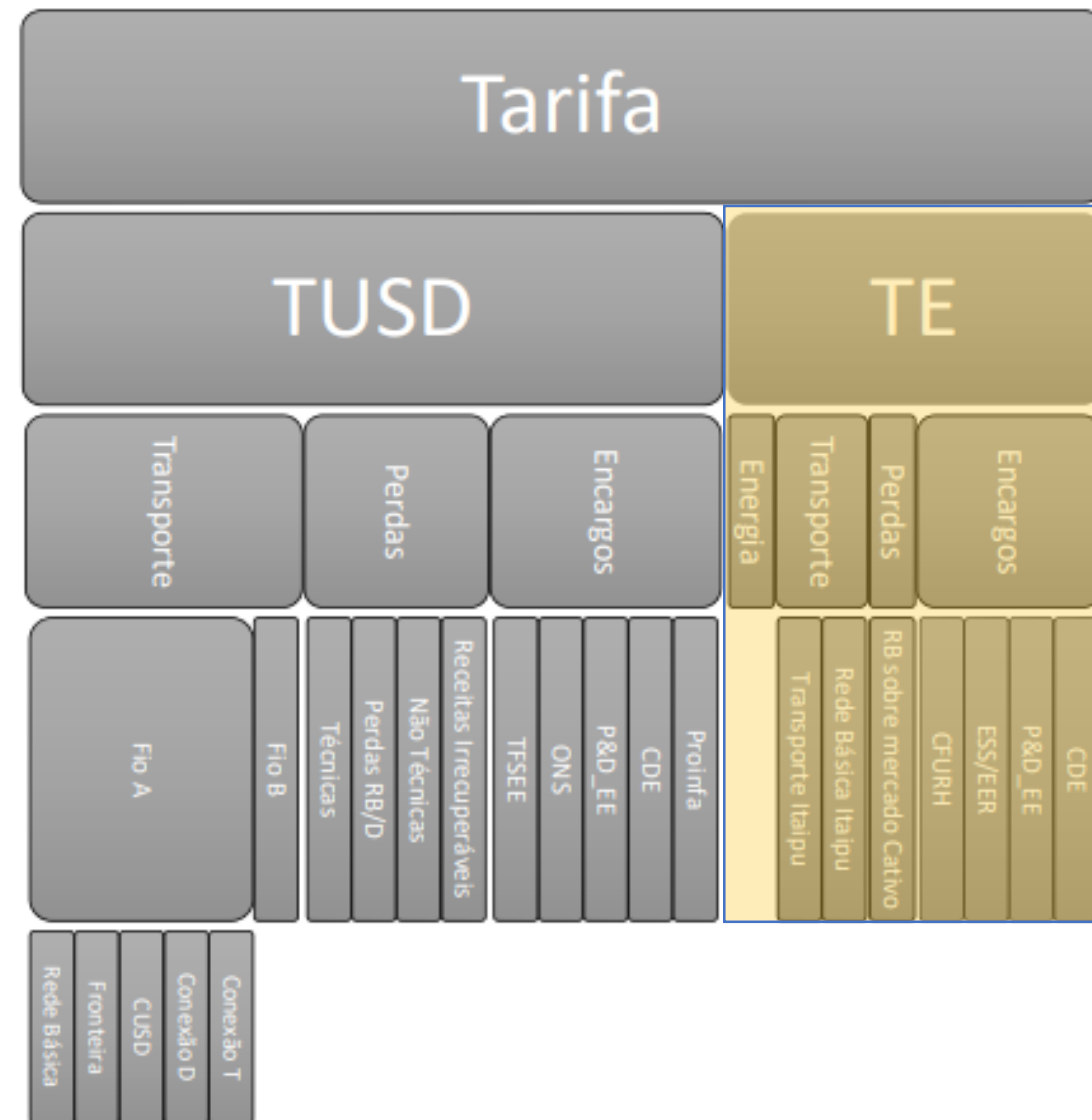 Tarifa
TUSD
TE
Transporte
Perdas
Encargos
Energia
Transporte
Perdas
Encargos
Fio A
Fio B
Técnicas
Perdas RB/D
Não Técnicas
Receitas Irrecuperáveis
TFSEE
ONS
P&D_EE
CDE
Proinfa
Transporte Itaipu
Rede Básica Itaipu
RB sobre mercado Cativo
CFURH
ESS/EER
P&D_EE
CDE
Rede Básica
Fronteira
CUSD
Conexão D
Conexão T